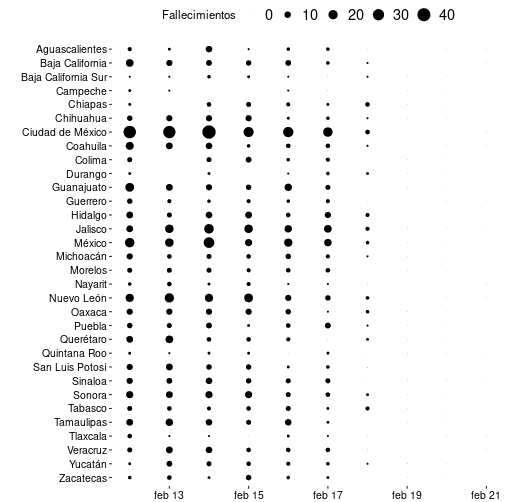 Fallecimientos 0 10 20 30 40
Aguascalientes
Baja California
Baja California Sur
Campeche
Chiapas
Chihuahua
Ciudad de México
Coahuila
Colima
Durango
Guanajuato
Guerrero
Hidalgo
Jalisco
México
Michoacán
Morelos
Nayarit
Nuevo León
Oaxaca
Puebla
Querétaro
Quintana Roo
San Luis Potosí
Sinaloa
Sonora
Tabasco
Tamaulipas
Tlaxcala
Veracruz
Yucatán
Zacatecas
feb 13 feb 15 feb 17 feb 19 feb 21